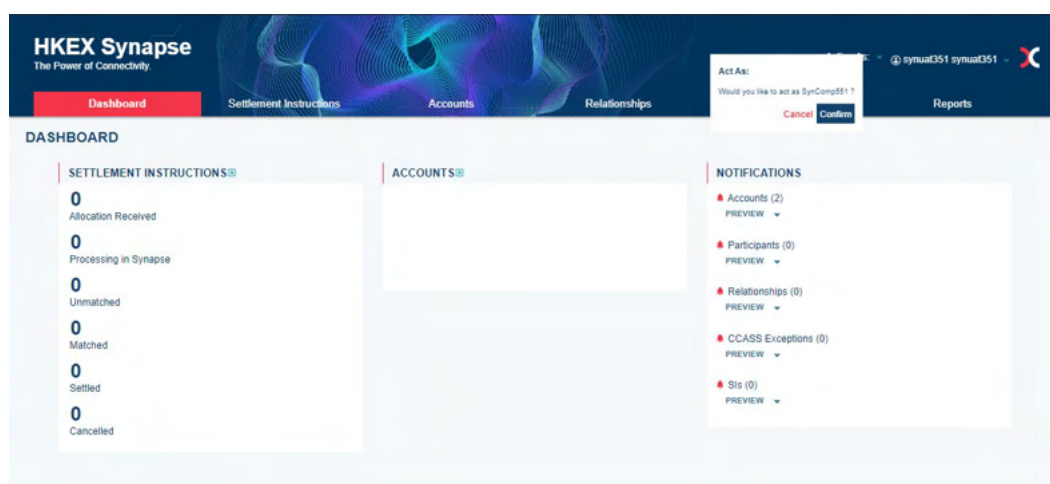 HKEX Synapse
The Power of Connectivity.
synuat351 synuat351
Act As:
Would you like to act as SynComp551 ?
Cancel Confirm
Dashboard Settlement Instructions Accounts Relationships Reports
DASHBOARD
SETTLEMENT INSTRUCTIONS
0
Allocation Received
0
Processing in Synapse
0
Unmatched
0
Matched
0
Settled
0
Cancelled
ACCOUNTS
NOTIFICATIONS
Accounts (2)
PREVIEW
Participants (0)
PREVIEW
Relationships (0)
PREVIEW
CCASS Exceptions (0)
PREVIEW
SIs (0)
PREVIEW